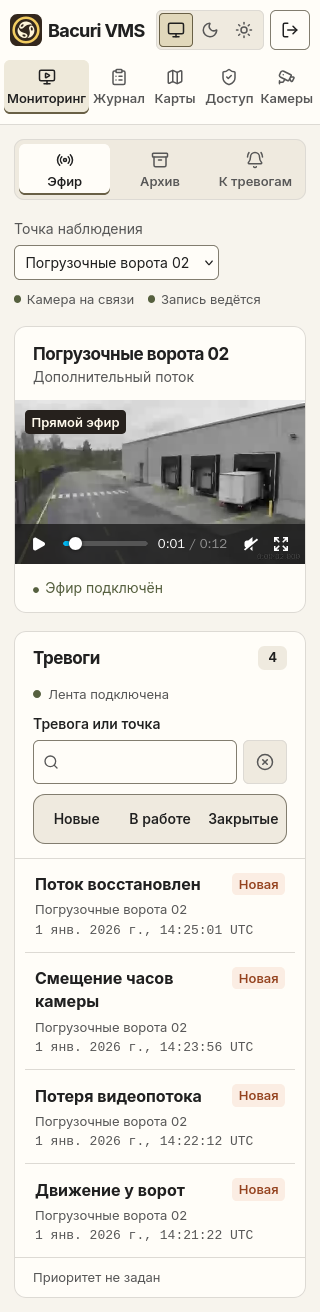 Bacuri VMS
Мониторинг Журнал Карты Доступ Камеры
Эфир Архив К тревогам
Точка наблюдения
Погрузочные ворота 02
Камера на связи Запись ведётся
Погрузочные ворота 02
Дополнительный поток
Прямой эфир
0:01 / 0:12
Эфир подключён
Тревоги 4
Лента подключена
Тревога или точка
Новые В работе Закрытые
Поток восстановлен Новая
Погрузочные ворота 02
1 янв. 2026 г., 14:25:01 UTC
Смещение часов Новая
камеры
Погрузочные ворота 02
1 янв. 2026 г., 14:23:56 UTC
Потеря видеопотока Новая
Погрузочные ворота 02
1 янв. 2026 г., 14:22:12 UTC
Движение у ворот Новая
Погрузочные ворота 02
1 янв. 2026 г., 14:21:22 UTC
Приоритет не задан